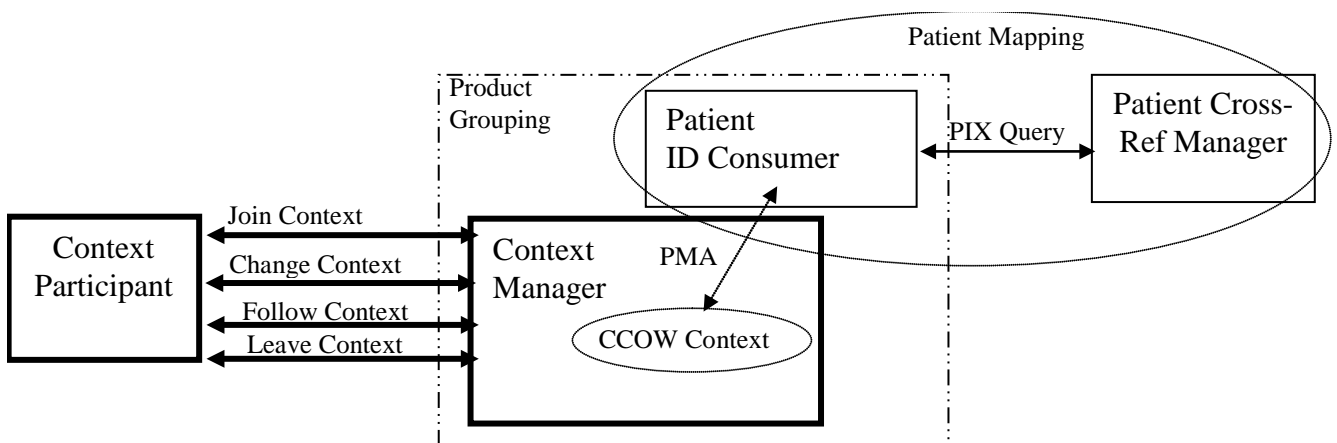 Patient Mapping
Product
Grouping
Patient
ID Consumer
PIX Query
Patient Cross-
Ref Manager
Join Context
Change Context
Follow Context
Leave Context
Context
Participant
Context
Manager
PMA
CCOW Context